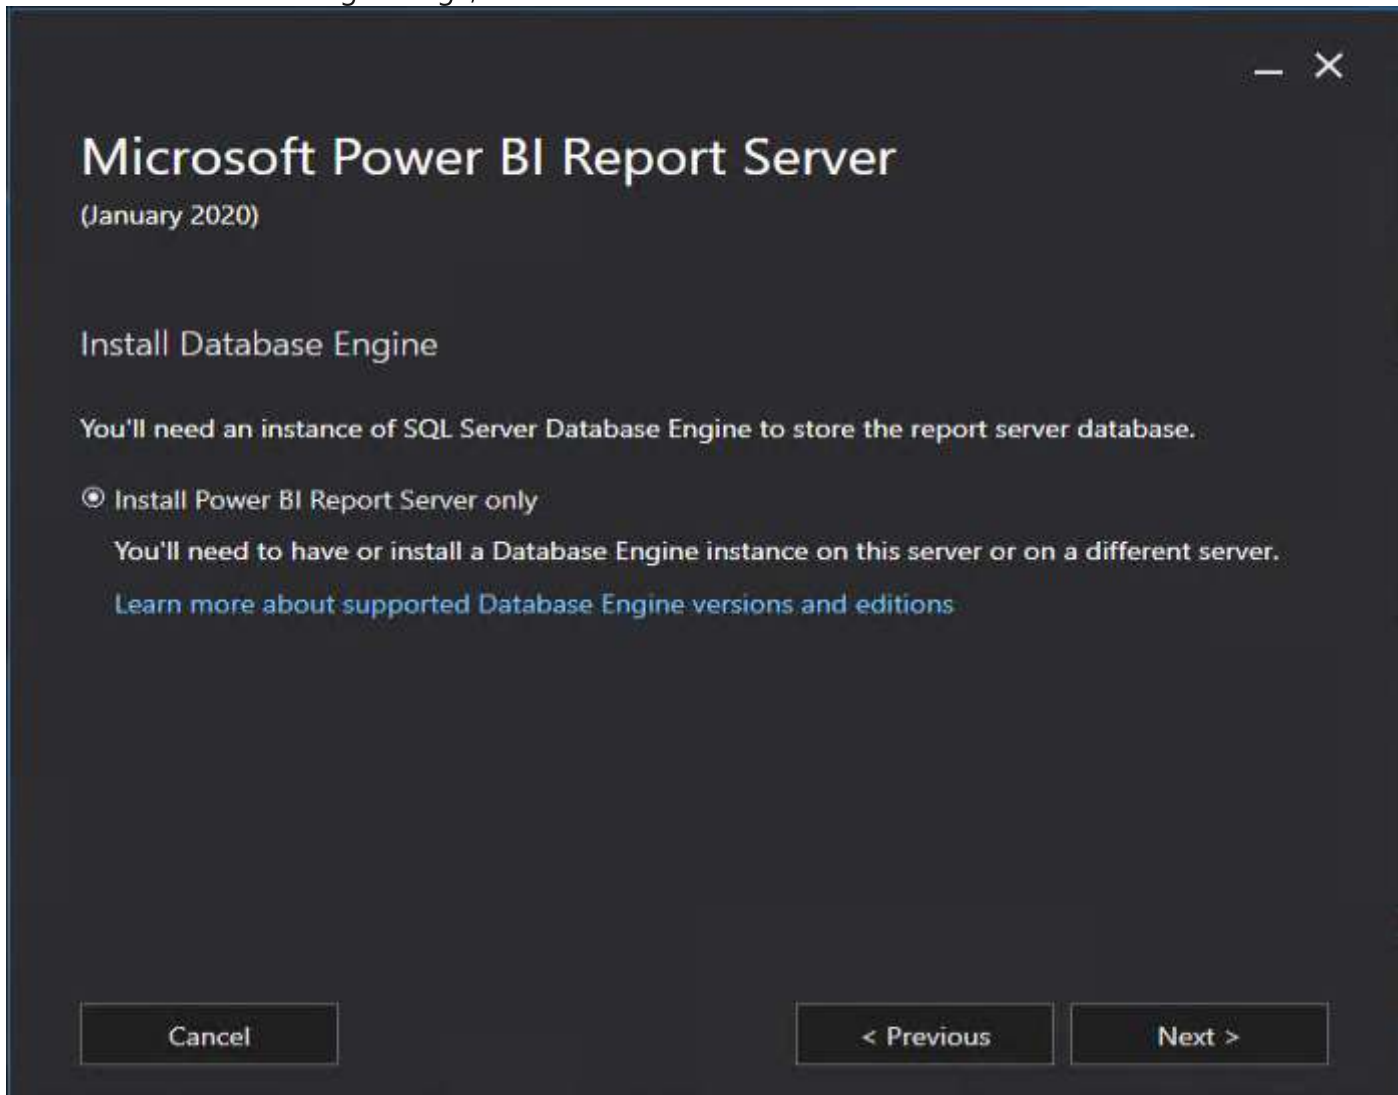 Microsoft Power BI Report Server
(January 2020)
Install Database Engine
You'll need an instance of SQL Server Database Engine to store the report server database.
Install Power BI Report Server only
You'll need to have or install a Database Engine instance on this server or on a different server.
Learn more about supported Database Engine versions and editions
Cancel
< Previous
Next >